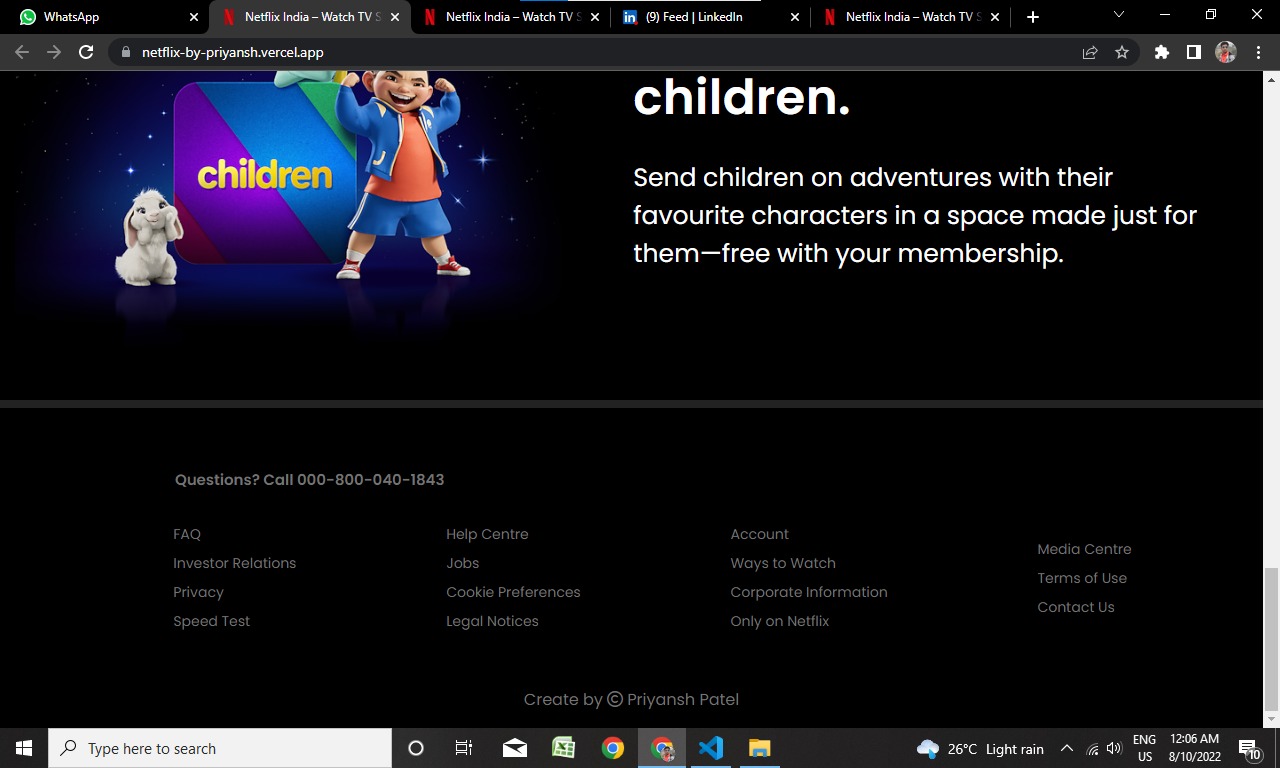 WhatsApp
Netflix India – Watch TV S
Netflix India – Watch TV S
(9) Feed | LinkedIn
Netflix India – Watch TV S
netflix-by-priyansh.vercel.app
children
children.
Send children on adventures with their
favourite characters in a space made just for
them—free with your membership.
Questions? Call 000-800-040-1843
FAQ
Investor Relations
Privacy
Speed Test
Help Centre
Jobs
Cookie Preferences
Legal Notices
Account
Ways to Watch
Corporate Information
Only on Netflix
Media Centre
Terms of Use
Contact Us
Create by © Priyansh Patel
Type here to search
26°C Light rain
ENG
US
12:06 AM
8/10/2022
10